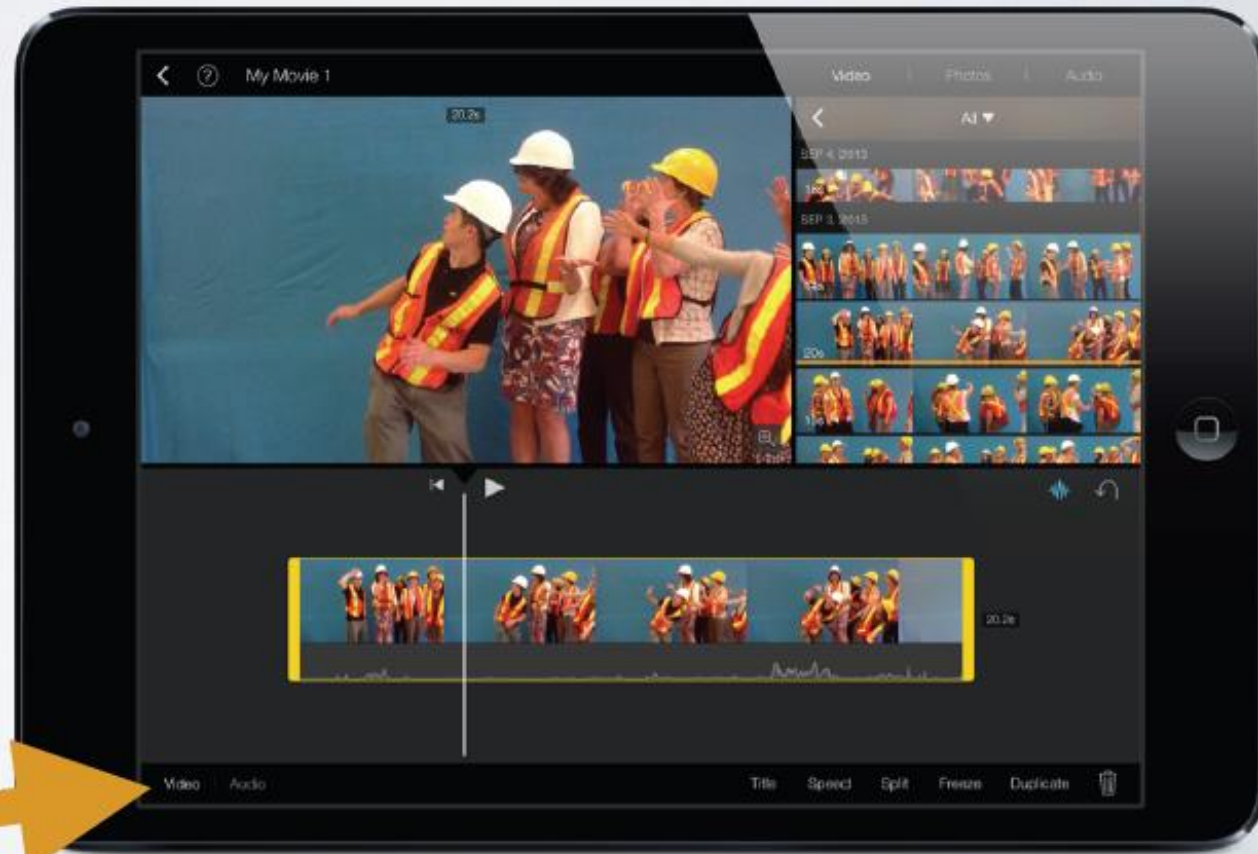 My Movie 1
Video
Photos
Audio
20.2s
All
SEP 4, 2013
SEP 3, 2013
20s
20.2s
Video
Audio
Title
Speed
Split
Freeze
Duplicate